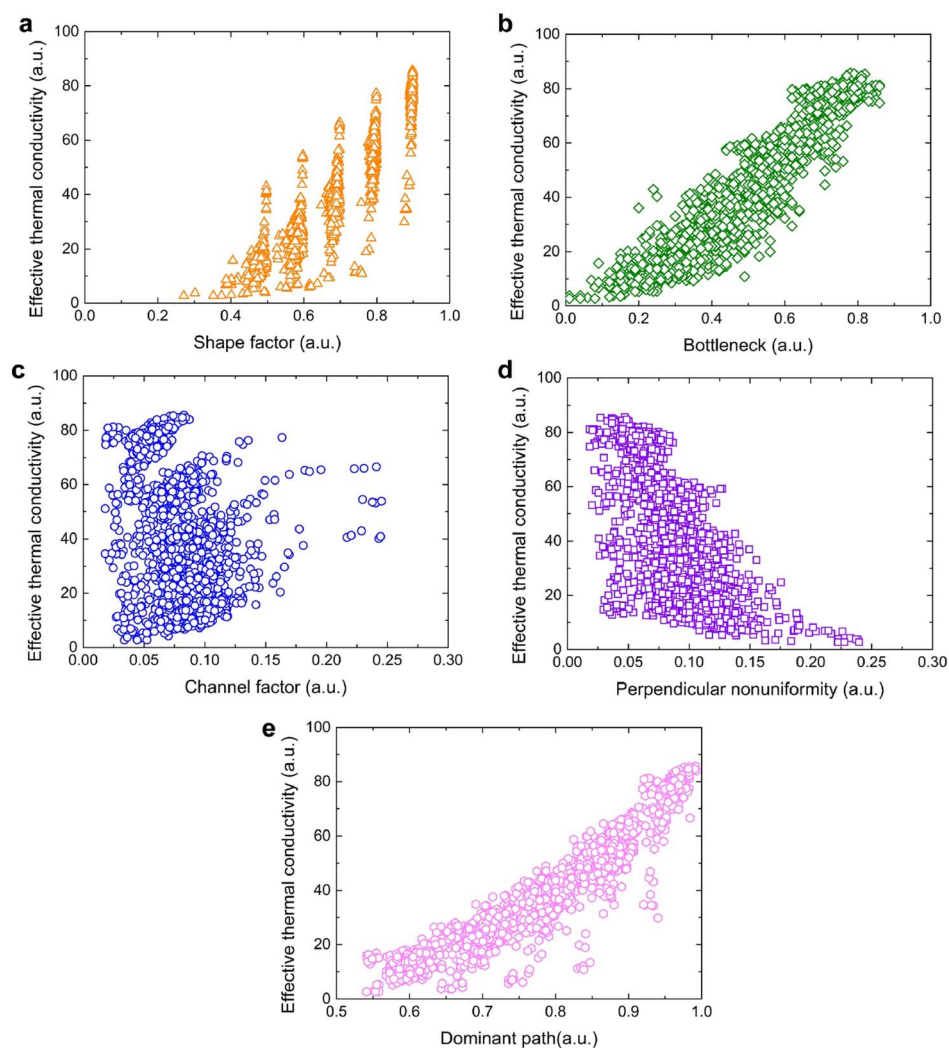 a
Effective thermal conductivity (a.u.)
100
80
60
40
20
0
0.0 0.2 0.4 0.6 0.8 1.0
Shape factor (a.u.)
b
Effective thermal conductivity (a.u.)
100
80
60
40
20
0
0.0 0.2 0.4 0.6 0.8 1.0
Bottleneck (a.u.)
c
Effective thermal conductivity (a.u.)
100
80
60
40
20
0
0.00 0.05 0.10 0.15 0.20 0.25 0.30
Channel factor (a.u.)
d
Effective thermal conductivity (a.u.)
100
80
60
40
20
0
0.00 0.05 0.10 0.15 0.20 0.25 0.30
Perpendicular nonuniformity (a.u.)
e
Effective thermal conductivity (a.u.)
100
80
60
40
20
0
0.5 0.6 0.7 0.8 0.9 1.0
Dominant path(a.u.)